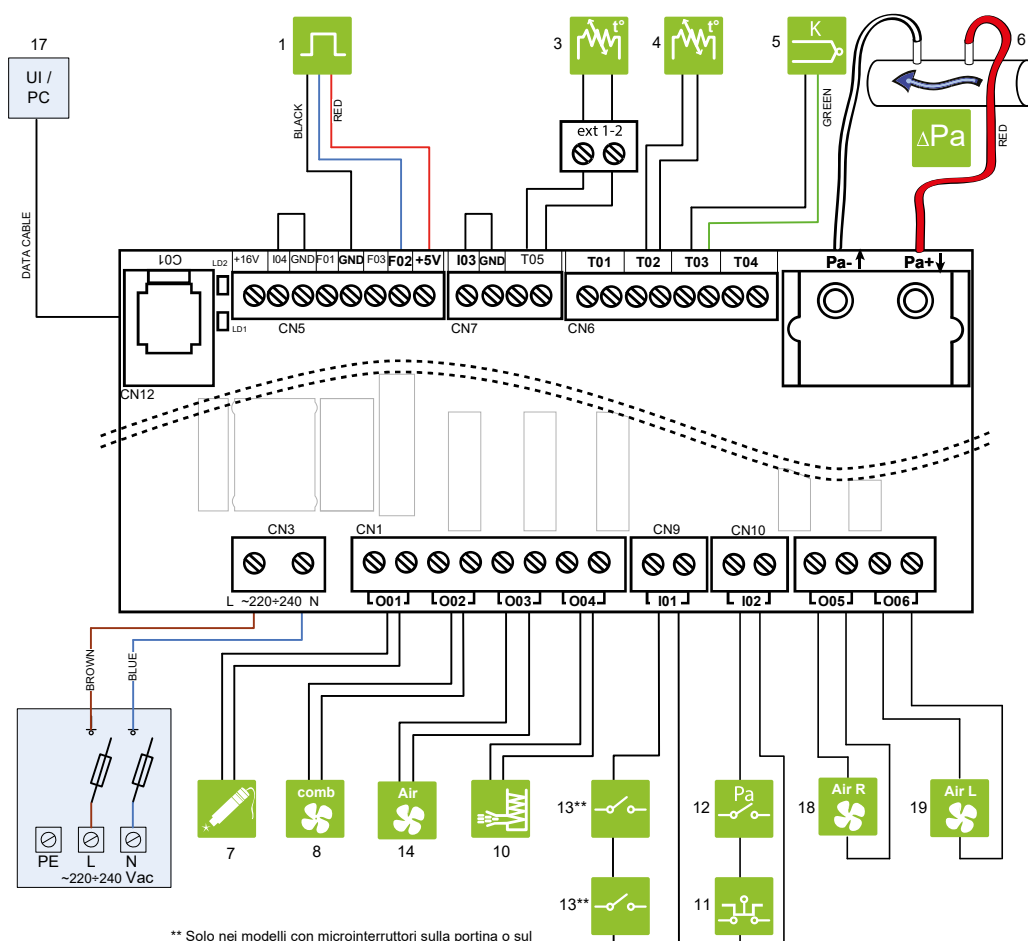 17
UI /
PC
DATA CABLE
1
BLACK
RED
3
t°
4
t°
ext 1-2
5
K
GREEN
6
ΔPa
RED
C01
LD2
LD1
+16V I04 GND F01 GND F03 F02 +5V
I03 GND T05
T01 T02 T03 T04
Pa- Pa+
CN12
CN5
CN7
CN6
CN3
CN1
CN9
CN10
L ~220÷240 N
O01 O02 O03 O04 I01 I02 O05 O06
BROWN
BLUE
PE L N
~220÷240 Vac
7
comb
8
Air
14
10
13**
13**
Pa
12
11
Air R
18
Air L
19
** Solo nei modelli con microinterruttori sulla portina o sul